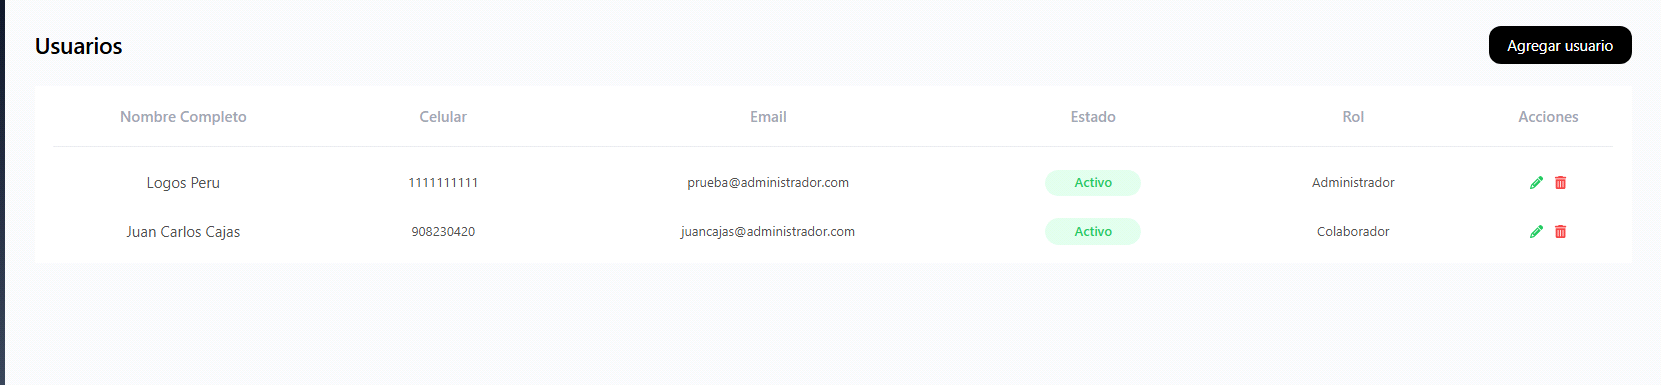 Usuarios
Agregar usuario
Nombre Completo Celular Email Estado Rol Acciones
Logos Peru 1111111111 prueba@administrador.com Activo Administrador
Juan Carlos Cajas 908230420 juancajas@administrador.com Activo Colaborador